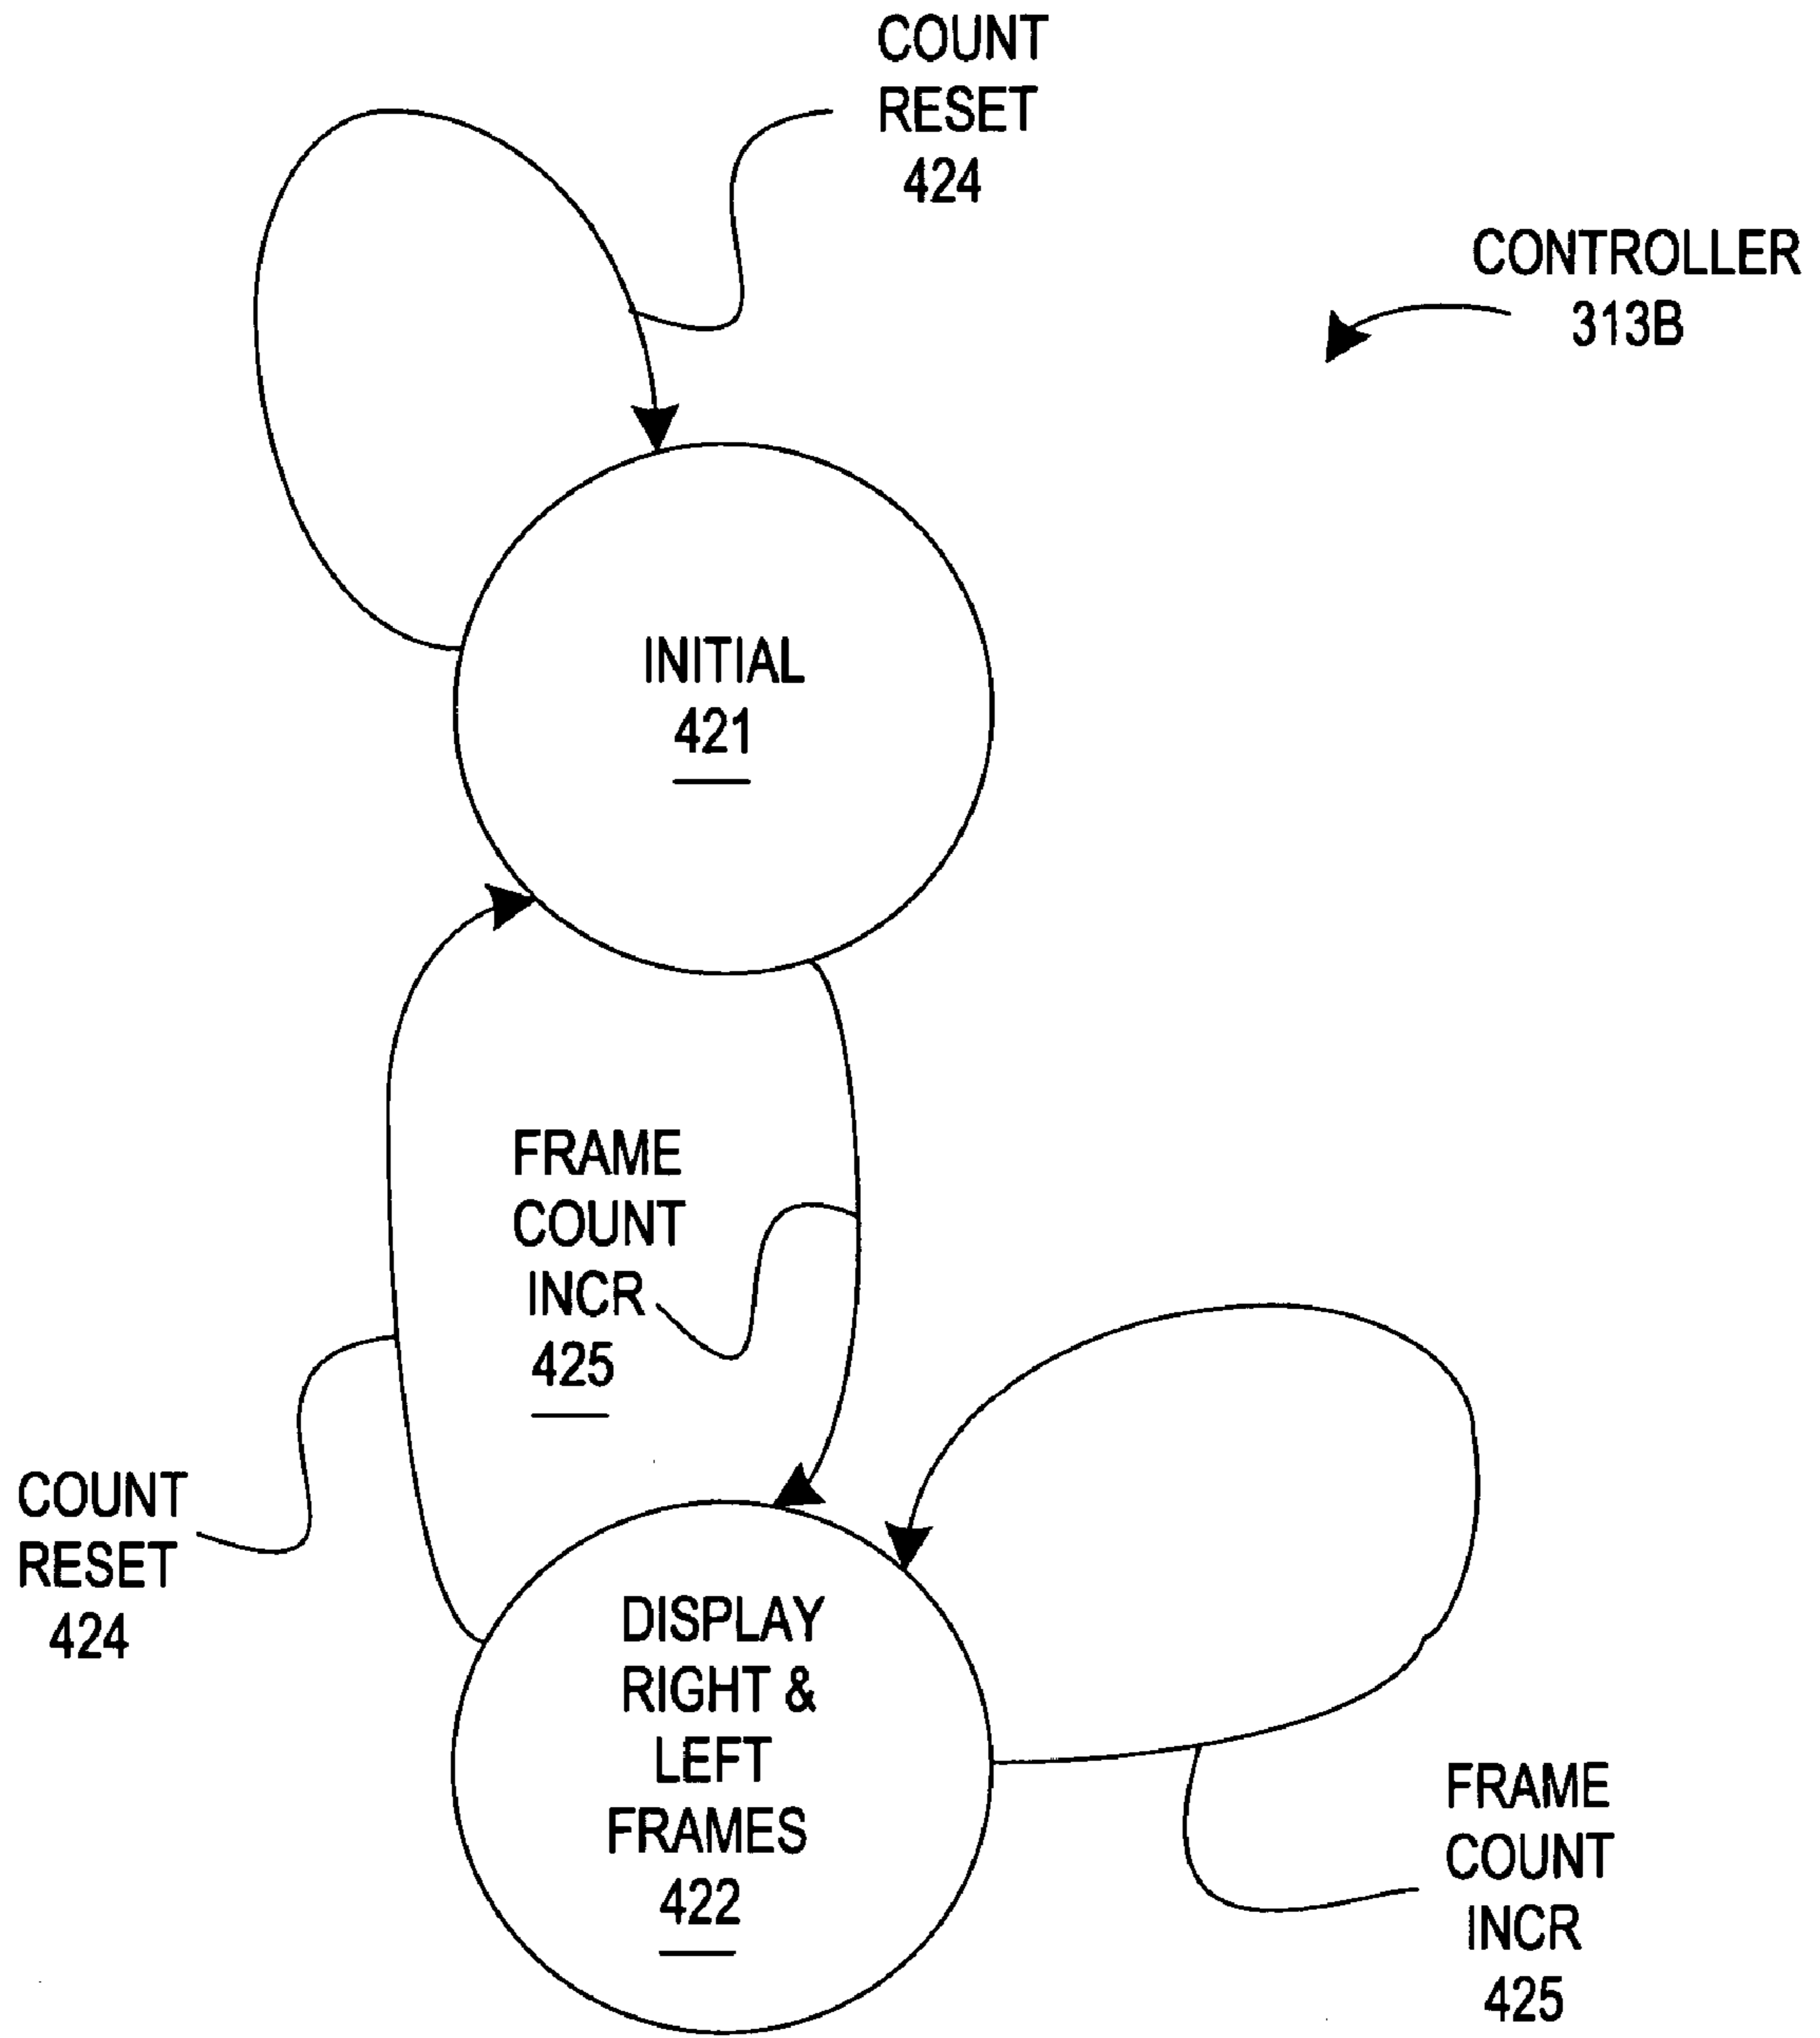 COUNT
RESET
424
CONTROLLER
313B
INITIAL
421
FRAME
COUNT
INCR
425
COUNT
RESET
424
DISPLAY
RIGHT &
LEFT
FRAMES
422
FRAME
COUNT
INCR
425